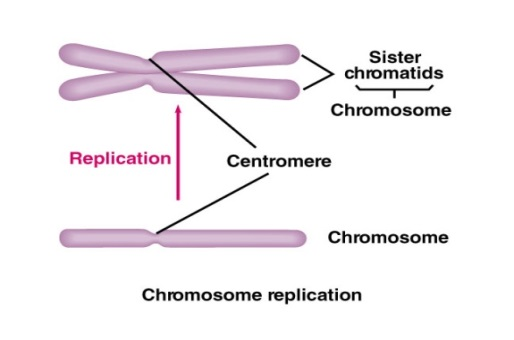 Sister
chromatids
Chromosome
Replication
Centromere
Chromosome
Chromosome replication